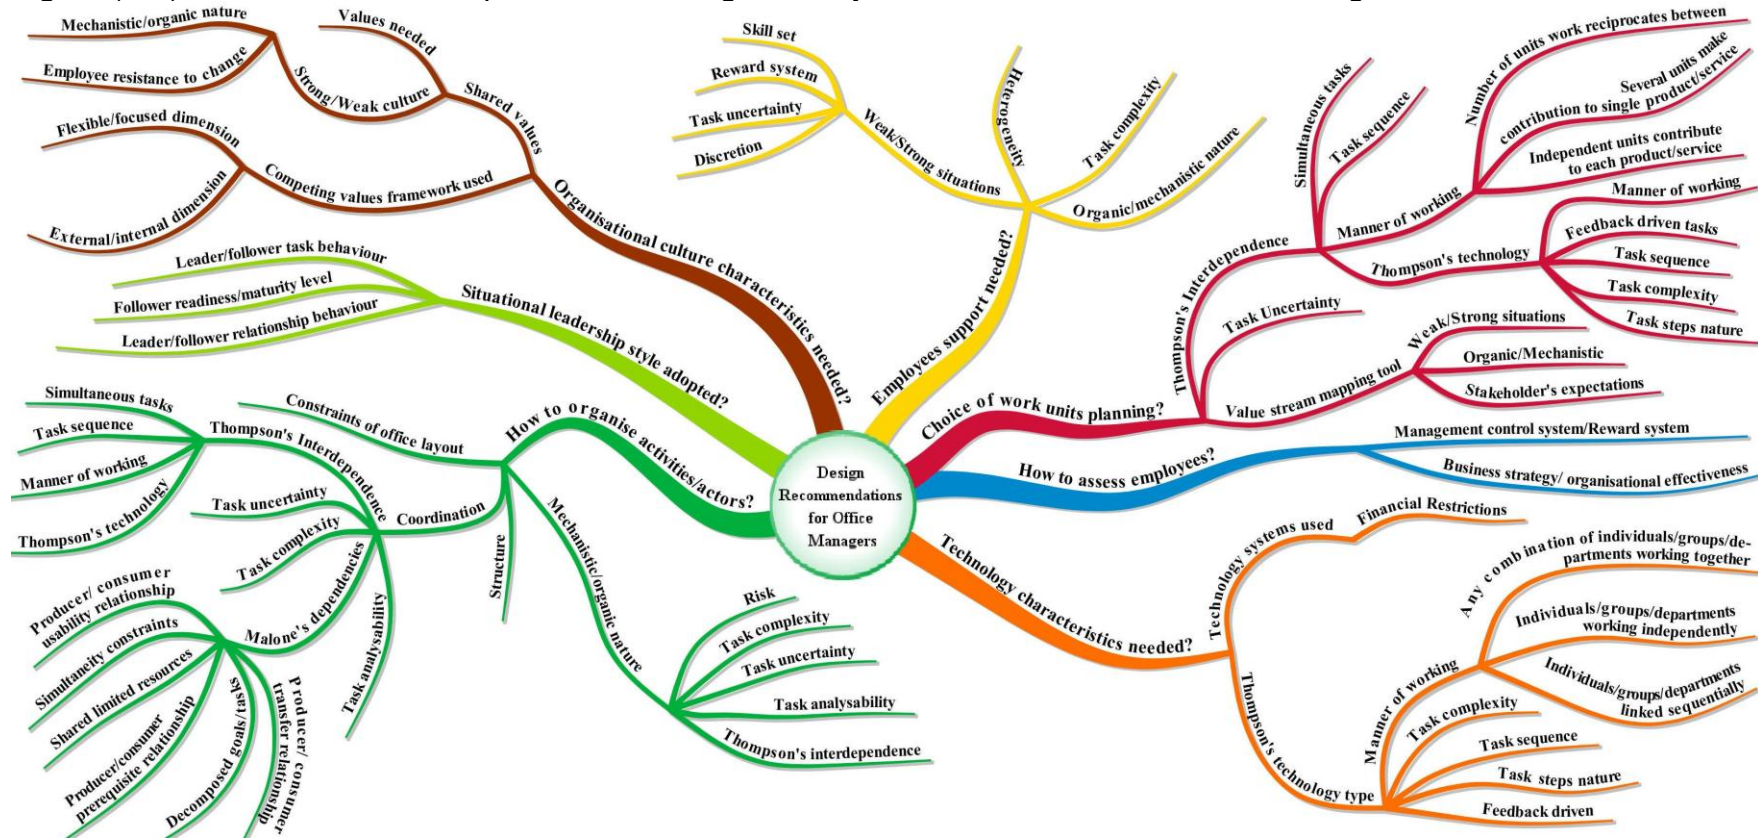 Design
Recommendations
for Office
Managers
Organisational culture characteristics needed?
Shared values
Values needed
Strong/Weak culture
Mechanistic/organic nature
Employee resistance to change
Competing values framework used
Flexible/focused dimension
External/internal dimension
Situational leadership style adopted?
Leader/follower task behaviour
Follower readiness/maturity level
Leader/follower relationship behaviour
How to organise activities/actors?
Constraints of office layout
Coordination
Thompson's Interdependence
Simultaneous tasks
Task sequence
Manner of working
Thompson's technology
Task uncertainty
Task complexity
Malone's dependencies
Producer/ consumer
usability relationship
Simultaneity constraints
Shared limited resources
Producer/consumer
prerequisite relationship
Decomposed goals/tasks
Producer/ consumer
transfer relationship
Task analysability
Structure
Mechanistic/organic nature
Risk
Task complexity
Task uncertainty
Task analysability
Thompson's interdependence
Employees support needed?
Weak/Strong situations
Skill set
Reward system
Task uncertainty
Discretion
Heterogeneity
Task complexity
Organic/mechanistic nature
Choice of work units planning?
Thompson's Interdependence
Simultaneous tasks
Task sequence
Manner of working
Number of units work reciprocates between
Several units make
contribution to single product/service
Independent units contribute
to each product/service
Thompson's technology
Manner of working
Feedback driven tasks
Task sequence
Task complexity
Task steps nature
Task Uncertainty
Value stream mapping tool
Weak/Strong situations
Organic/Mechanistic
Stakeholder's expectations
How to assess employees?
Management control system/Reward system
Business strategy/ organisational effectiveness
Technology characteristics needed?
Technology systems used
Financial Restrictions
Thompson's technology type
Manner of working
Any combination of individuals/groups/de-
partments working together
Individuals/groups/departments
working independently
Individuals/groups/departments
linked sequentially
Task complexity
Task sequence
Task steps nature
Feedback driven